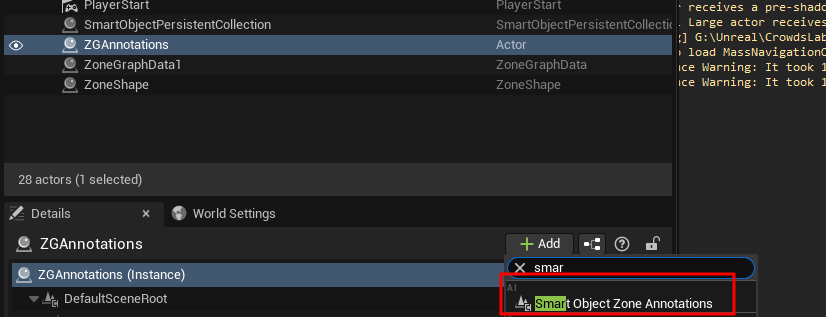 PlayerStart PlayerStart
SmartObjectPersistentCollection SmartObjectPersistentCollectio
ZGAnnotations Actor
ZoneGraphData1 ZoneGraphData
ZoneShape ZoneShape
28 actors (1 selected)
Details × World Settings
ZGAnnotations + Add
ZGAnnotations (Instance)
DefaultSceneRoot
smar
AI
Smart Object Zone Annotations
receives a pre-shado
Large actor receives
] G:\Unreal\CrowdsLab
load MassNavigationC
nce Warning: It took 1
nce Warning: It took 1